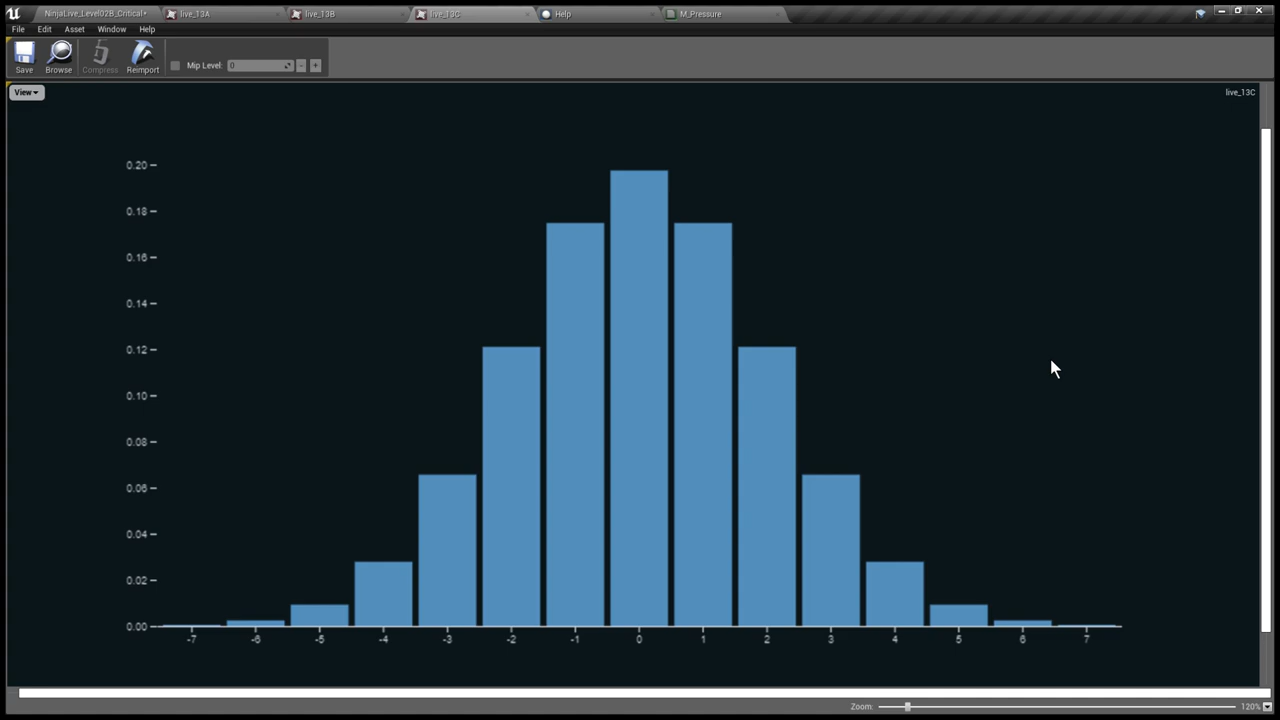 NinjaLive_Level02B_Critical* live_13A live_13B live_13C Help M_Pressure
File Edit Asset Window Help
Save Browse Compress Reimport Mip Level: 0 - +
View live_13C
0.20
0.18
0.16
0.14
0.12
0.10
0.08
0.06
0.04
0.02
0.00
-7 -6 -5 -4 -3 -2 -1 0 1 2 3 4 5 6 7
Zoom: 120%